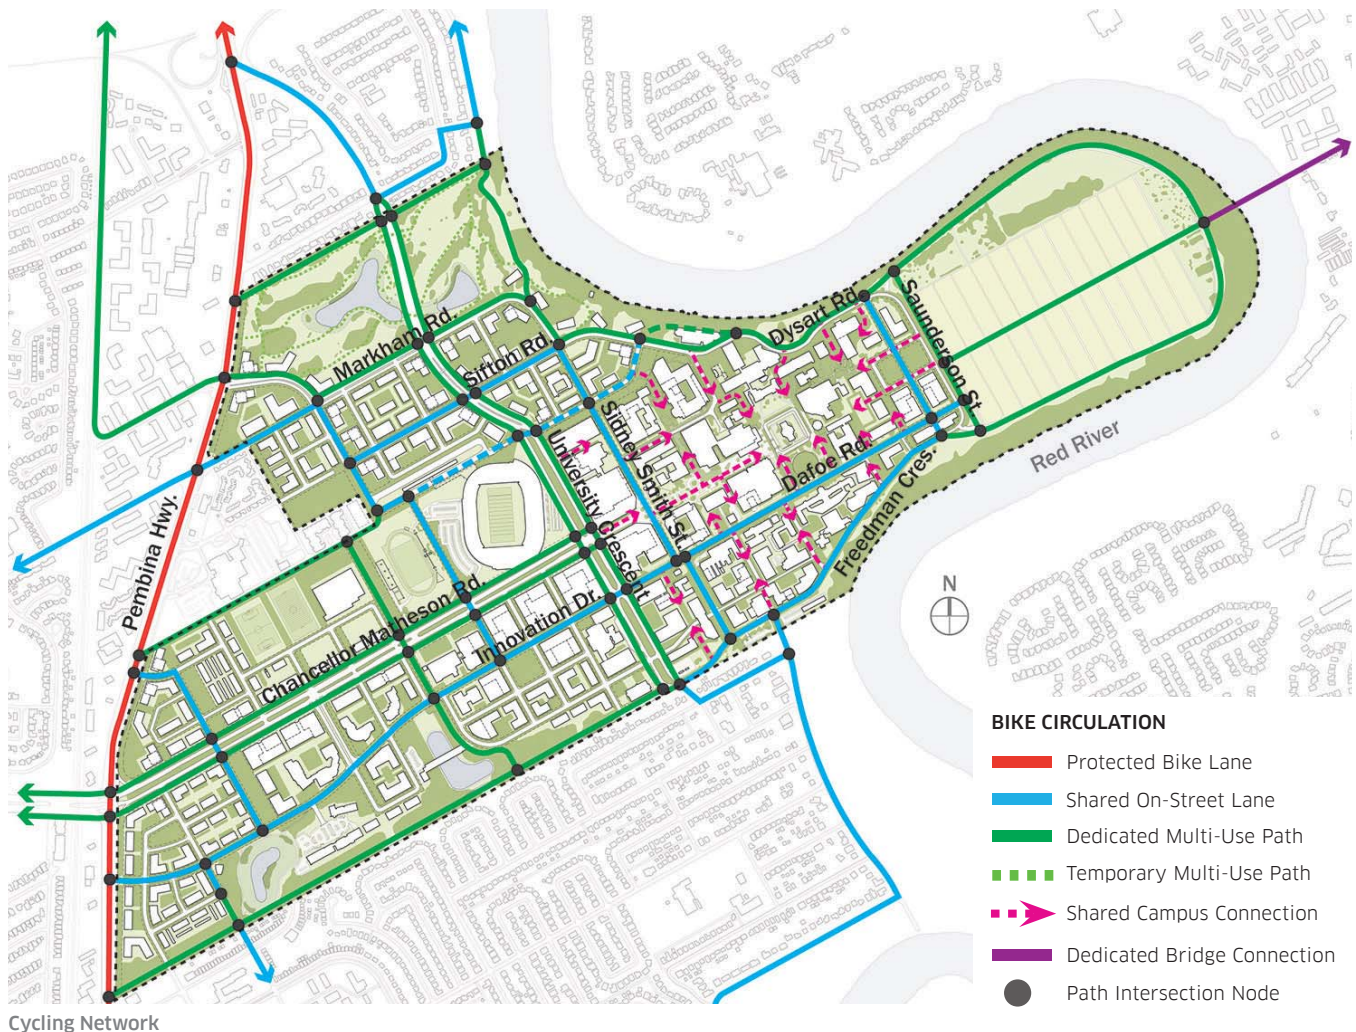 Markham Rd.
Sifton Rd.
Dysart Rd.
Saunderson St.
University Crescent
Sidney Smith St.
Dafoe Rd.
Freedman Cres.
Red River
Pembina Hwy.
Chancellor Matheson Rd.
Innovation Dr.
N
BIKE CIRCULATION
Protected Bike Lane
Shared On-Street Lane
Dedicated Multi-Use Path
Temporary Multi-Use Path
Shared Campus Connection
Dedicated Bridge Connection
Path Intersection Node
Cycling Network